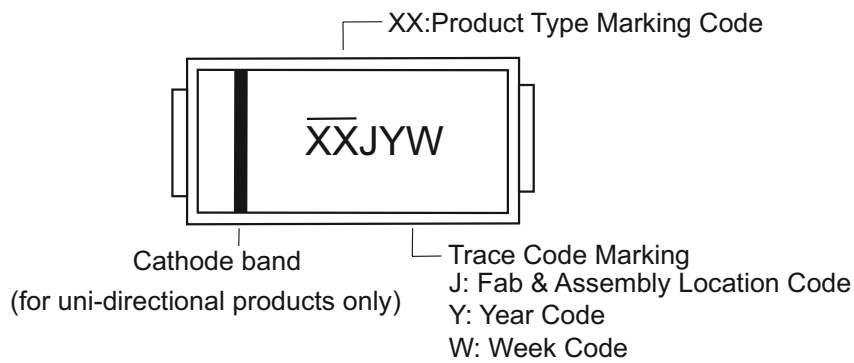 XX:Product Type Marking Code
XXJYW
Cathode band
(for uni-directional products only)
Trace Code Marking
J: Fab & Assembly Location Code
Y: Year Code
W: Week Code